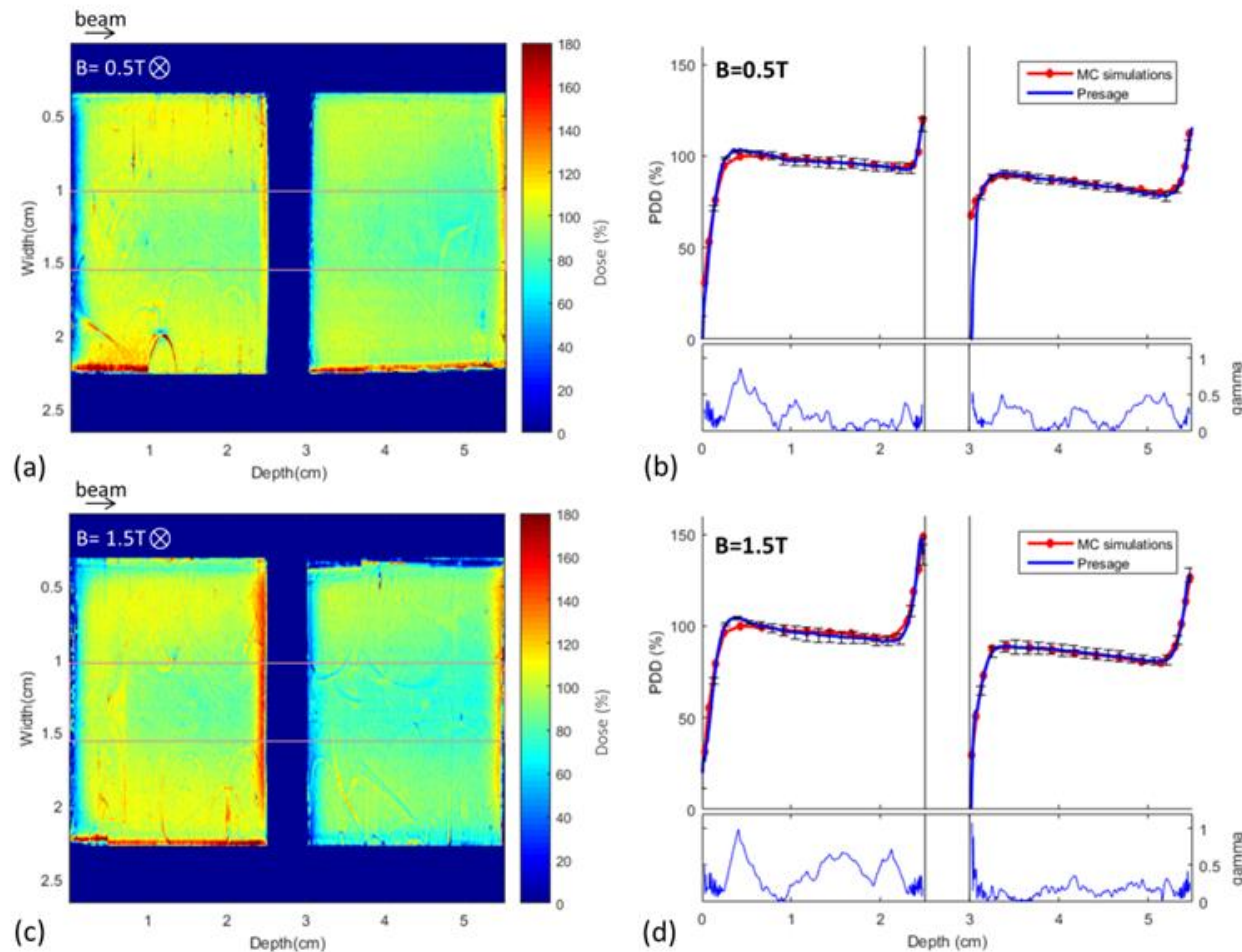 beam
B= 0.5T
0.5
1
1.5
2
2.5
Width(cm)
1 2 3 4 5
Depth(cm)
180
160
140
120
100
80
60
40
20
0
Dose (%)
(a)
B=0.5T
MC simulations
Presage
150
100
50
0
PDD (%)
1
0.5
0
gamma
0 1 2 3 4 5
(b)
beam
B= 1.5T
0.5
1
1.5
2
2.5
Width(cm)
1 2 3 4 5
Depth(cm)
180
160
140
120
100
80
60
40
20
0
Dose (%)
(c)
B=1.5T
MC simulations
Presage
150
100
50
0
PDD (%)
1
0.5
0
gamma
0 1 2 3 4 5
Depth (cm)
(d)